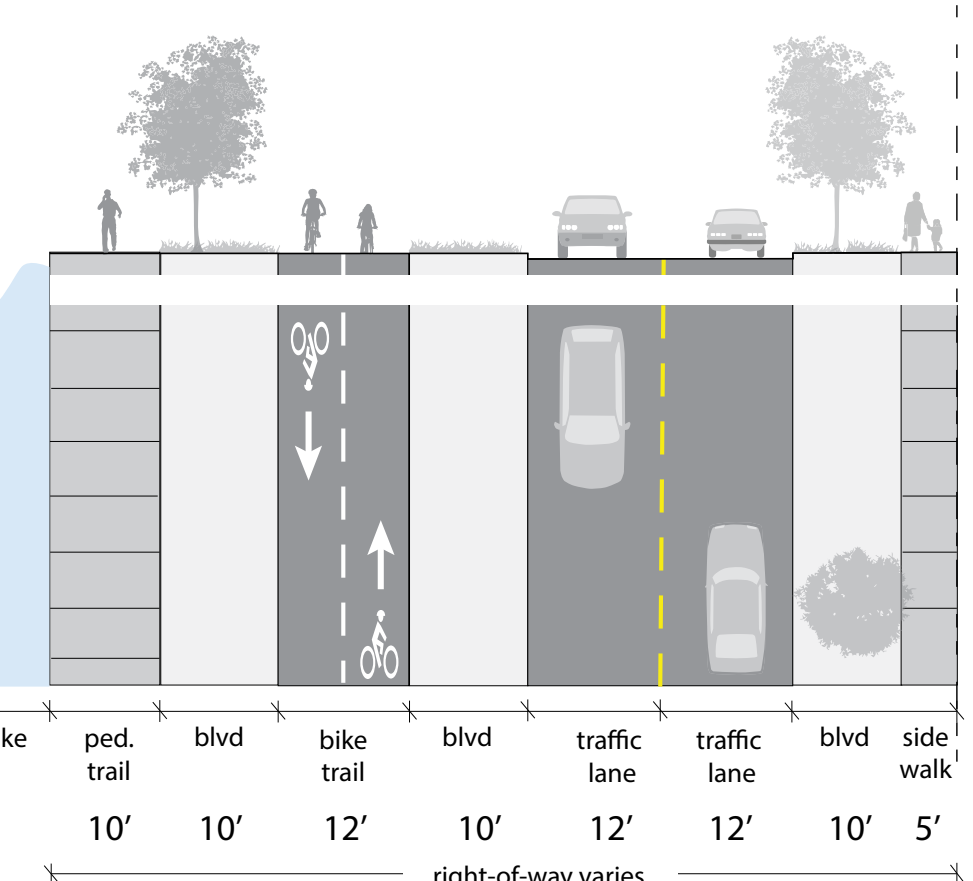 ke
ped.
trail
blvd
bike
trail
blvd
traffic
lane
traffic
lane
blvd
side
walk
10’
10’
12’
10’
12’
12’
10’
5’
right-of-way varies